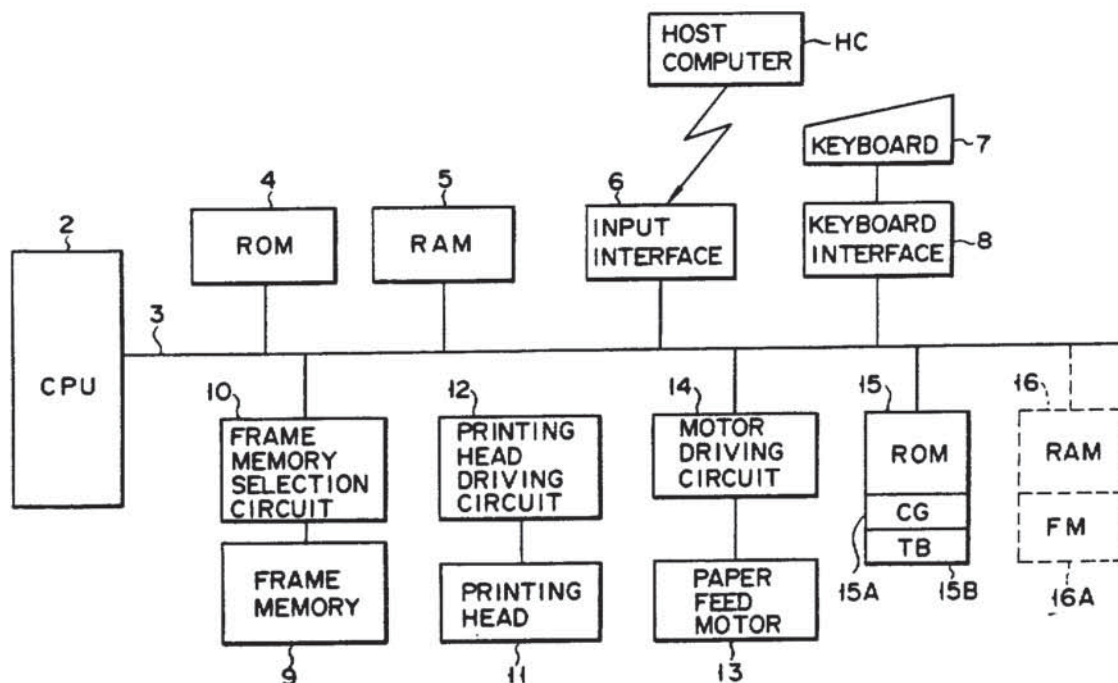 HOST
COMPUTER
HC
KEYBOARD
7
4
ROM
5
RAM
6
INPUT
INTERFACE
KEYBOARD
INTERFACE
8
2
CPU
3
10
FRAME
MEMORY
SELECTION
CIRCUIT
FRAME
MEMORY
9
12
PRINTING
HEAD
DRIVING
CIRCUIT
PRINTING
HEAD
11
14
MOTOR
DRIVING
CIRCUIT
PAPER
FEED
MOTOR
13
15
ROM
CG
TB
15A
15B
16
RAM
FM
16A